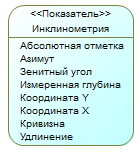 <<Показатель>>
Инклинометрия
Абсолютная отметка
Азимут
Зенитный угол
Измеренная глубина
Координата Y
Координата X
Кривизна
Удлинение